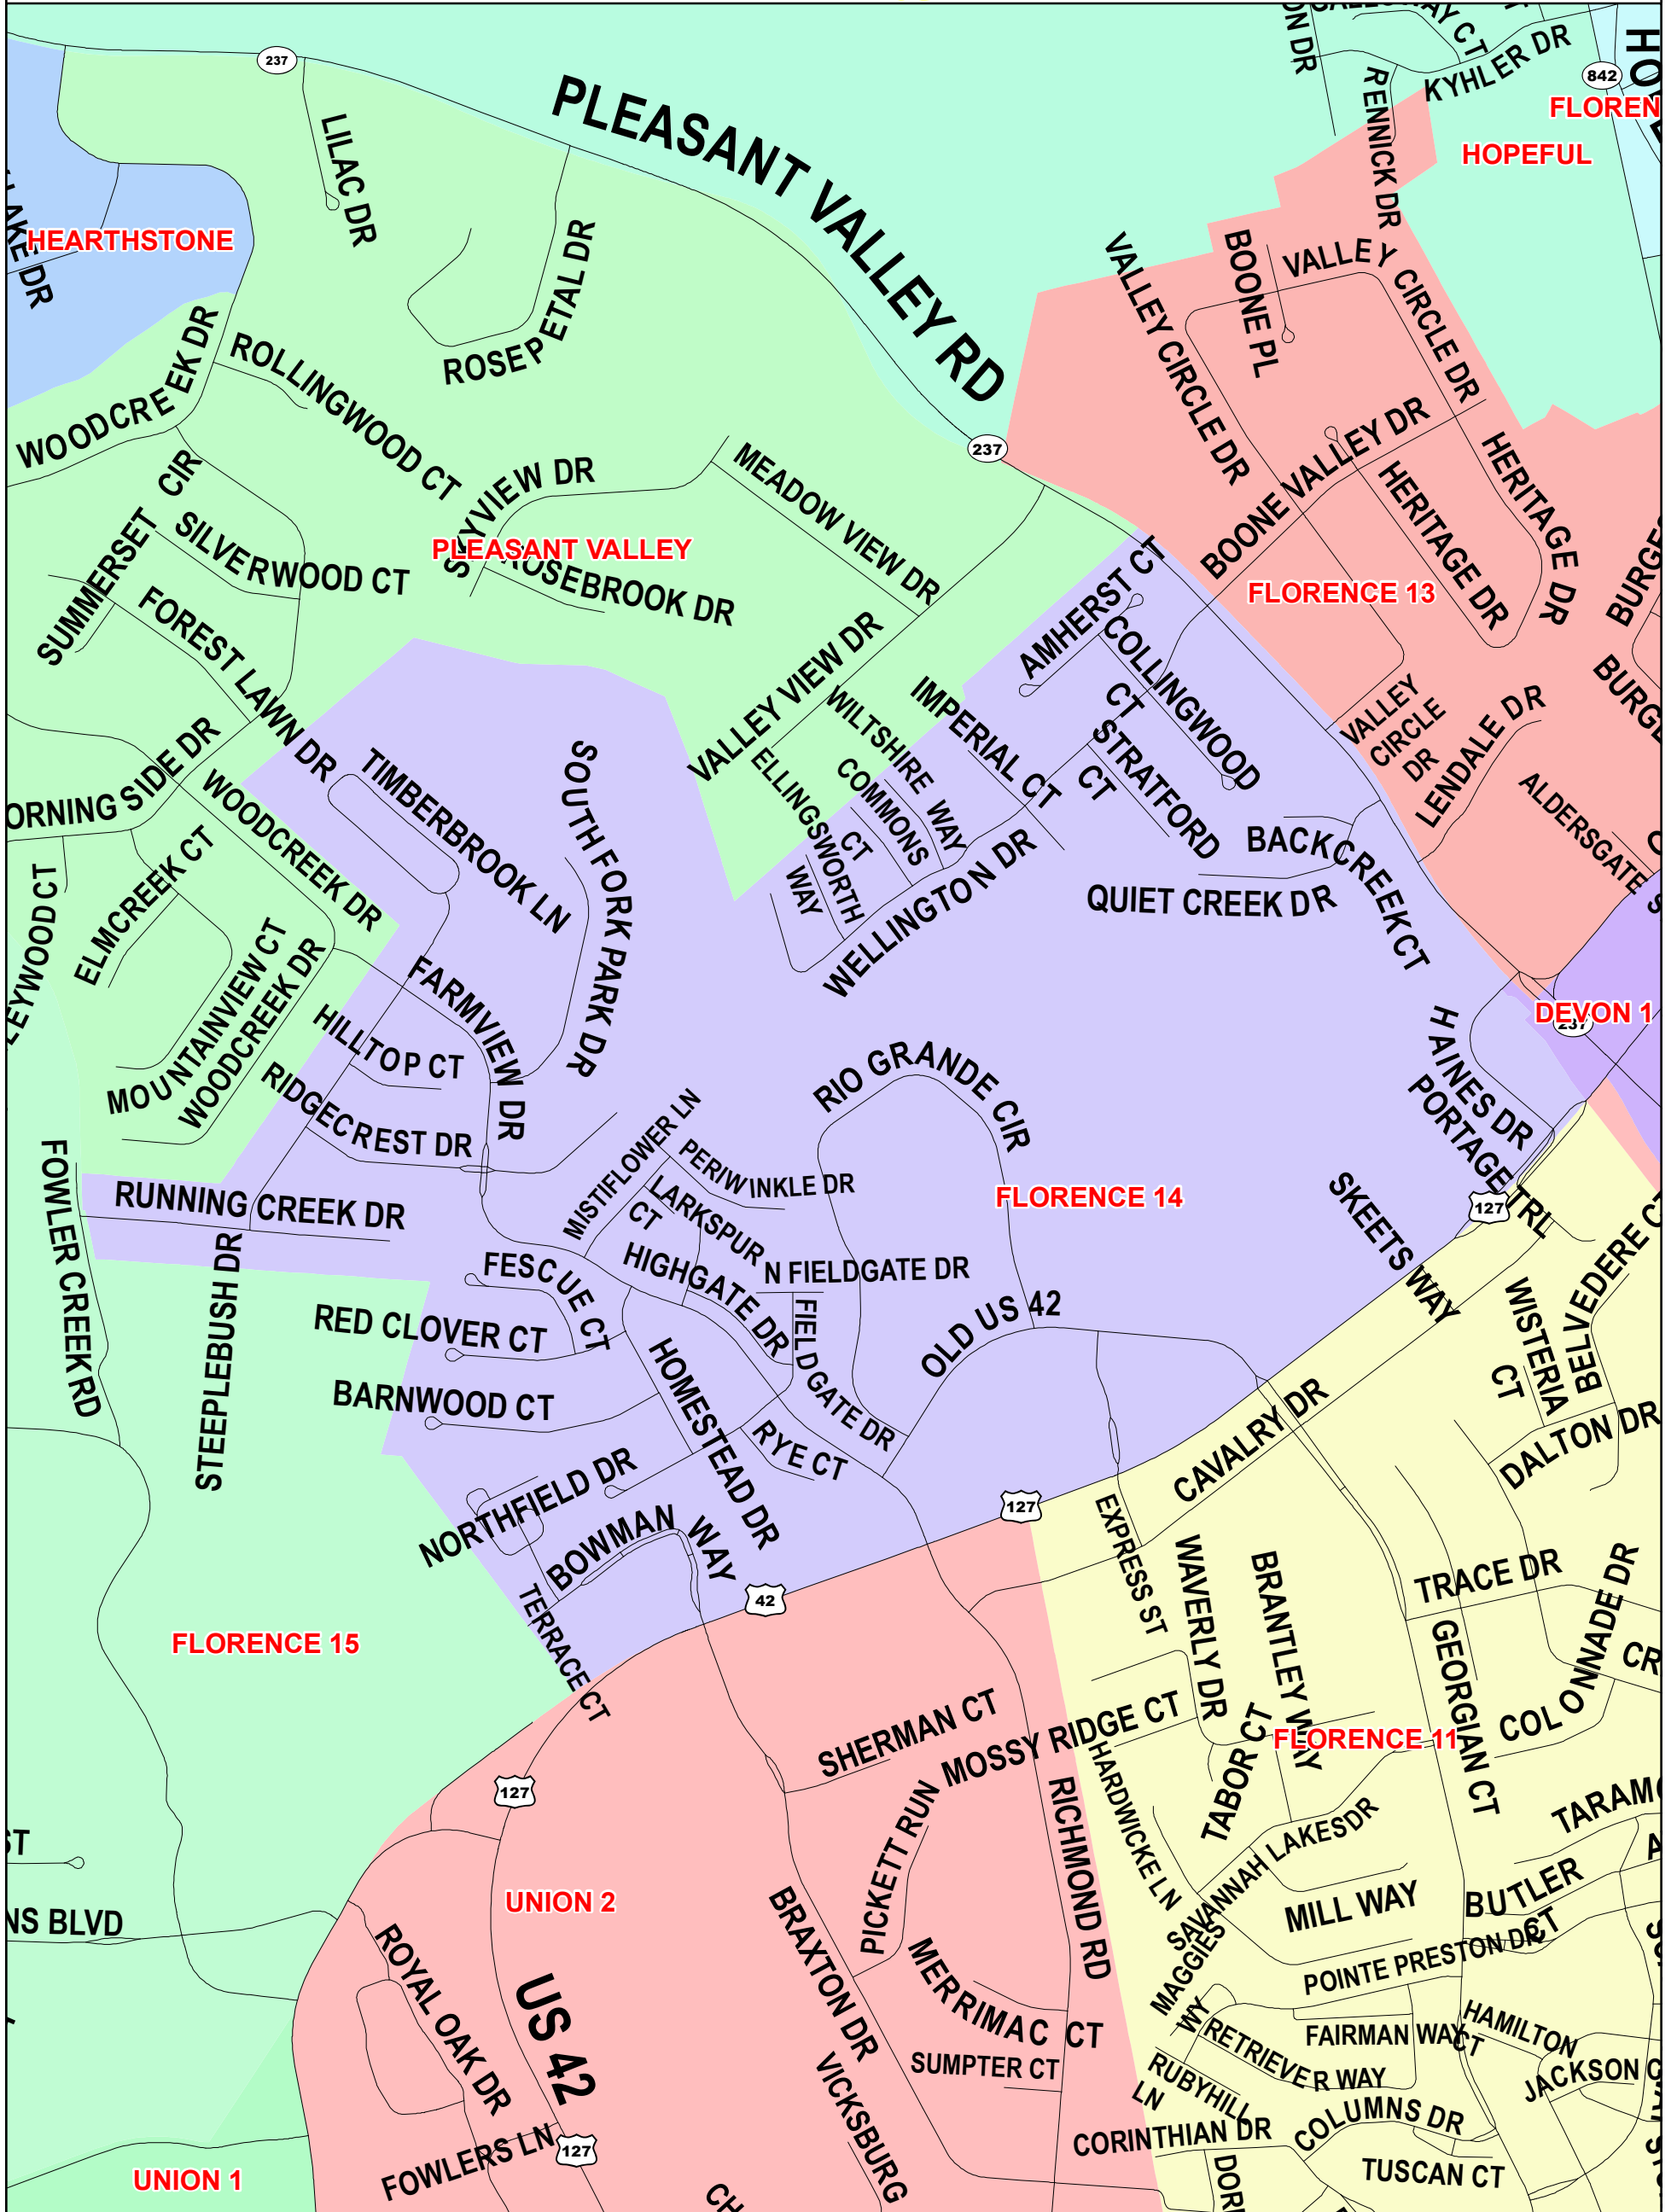 237
LILAC DR
PLEASANT VALLEY RD
KYHLER DR
PENNICK DR
842
HOPEFUL
HEARTHSTONE
ROSEPETAL DR
VALLEY CIRCLE DR
BOONE PL
VALLEY CIRCLE DR
WOODCREEK DR
ROLLINGWOOD CT
237
BOONE VALLEY DR
HERITAGE DR
HERITAGE DR
SUMMERSET CIR
SILVERWOOD CT
SKYVIEW DR
PLEASANT VALLEY
ROSEBROOK DR
MEADOW VIEW DR
FLORENCE 13
AMHERST CT
COLLINGWOOD CT
FOREST LAWN DR
VALLEY VIEW DR
WILTSHIRE WAY
IMPERIAL CT
STRATFORD CT
VALLEY CIRCLE DR
LENDALE DR
ALDERSGATE
ORNING SIDE DR
WOODCREEK DR
TIMBERBROOK LN
SOUTH FORK PARK DR
ELLINGSWORTH WAY
COMMONS CT
WELLINGTON DR
BACKCREEK CT
QUIET CREEK DR
LEYWOOD CT
ELMCREEK CT
MOUNTAINVIEW CT
WOODCREEK DR
FARMVIEW DR
HILLTOP CT
RIDGECREST DR
DEVON 1
237
HAINES DR
PORTAGE TRL
RIO GRANDE CIR
MISTIFLOWER LN
PERIWINKLE DR
LARKSPUR CT
FLORENCE 14
127
SKEETS WAY
FOWLER CREEK RD
RUNNING CREEK DR
STEEPLEBUSH DR
FESCUE CT
HIGHGATE DR
N FIELDGATE DR
FIELDGATE DR
RED CLOVER CT
OLD US 42
WISTERIA CT
BELVEDERE C
BARNWOOD CT
HOMESTEAD DR
RYE CT
CAVALRY DR
DALTON DR
NORTHFIELD DR
BOWMAN WAY
127
EXPRESS ST
WAVERLY DR
BRANTLEY WAY
TRACE DR
42
TERRACE CT
FLORENCE 15
GEORGIAN CT
COLONNADE DR
CR
SHERMAN CT
MOSSY RIDGE CT
TABOR CT
FLORENCE 11
127
PICKETT RUN
RICHMOND RD
HARDWICKE LN
SAVANNAH LAKES DR
TARAM
UNION 2
BRAXTON DR
MILL WAY
BUTLER CT
NS BLVD
ROYAL OAK DR
US 42
MERRIMAC CT
MAGGIES WY
POINTE PRESTON DR
FAIRMAN WAY
HAMILTON CT
SUMPTER CT
RETRIEVER WAY
RUBYHILL LN
JACKSON C
VICKSBURG
FOWLERS LN
127
CORINTHIAN DR
COLUMNS DR
TUSCAN CT
UNION 1